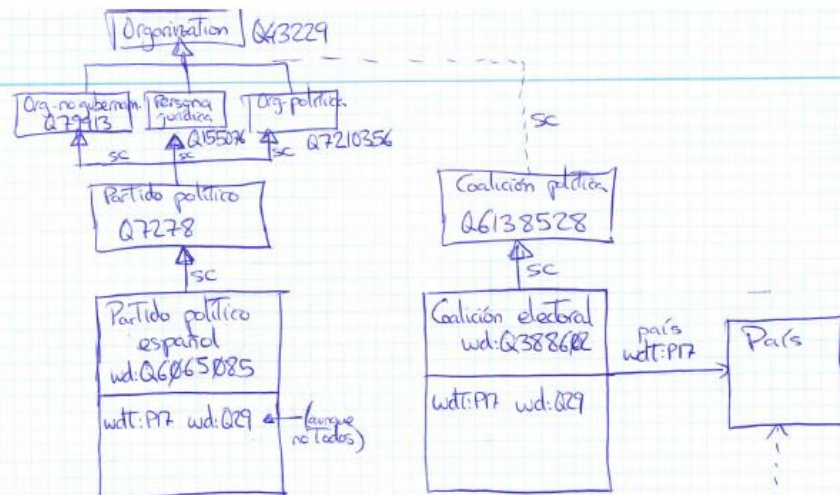 Organization Q43229
Org. no gubernam.
Q79913
Persona
jurídica
Q155076
Org. política
Q7210356
sc
sc
sc
sc
Partido político
Q7278
Coalición política
Q6138528
sc
sc
Partido político
español
wd:Q6065085
Coalición electoral
wd:Q388602
país
wdt:P17
País
wdt:P17 wd:Q29
(aunque
no todos)
wdt:P17 wd:Q29